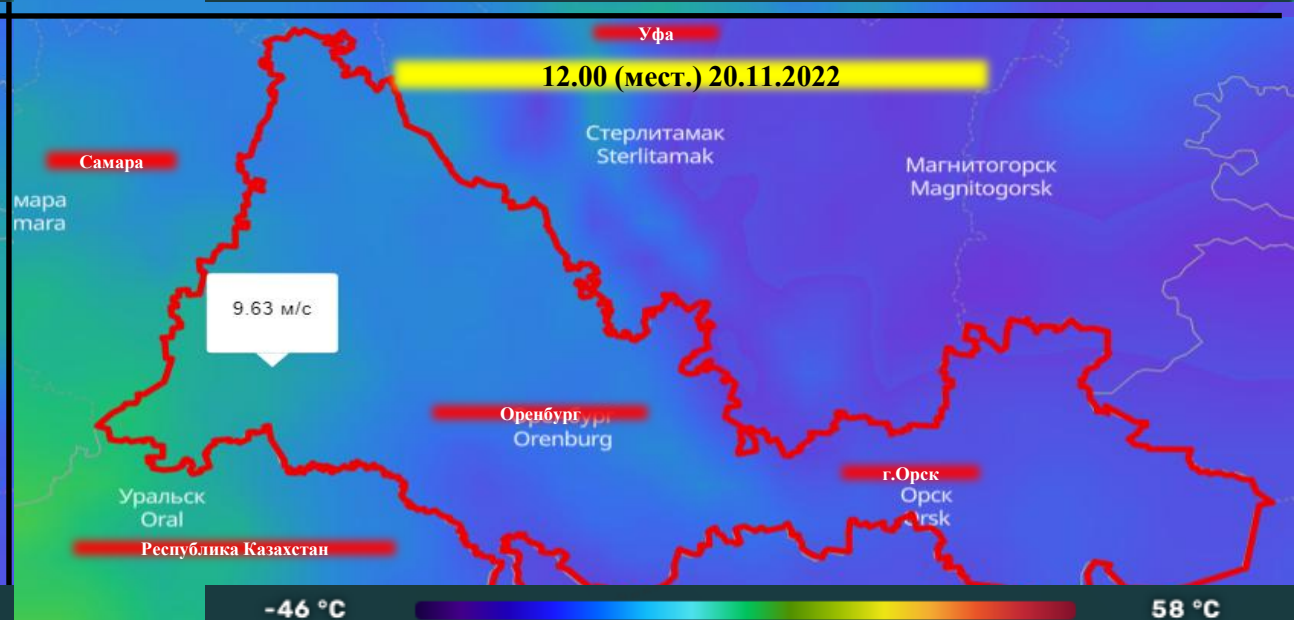 Уфа
12.00 (мест.) 20.11.2022
Стерлитамак
Sterlitamak
Самара
Магнитогорск
Magnitogorsk
мара
mara
9.63 м/с
Оренбург
Orenburg
г.Орск
Орск
Orsk
Уральск
Oral
Республика Казахстан
-46 °C
58 °C